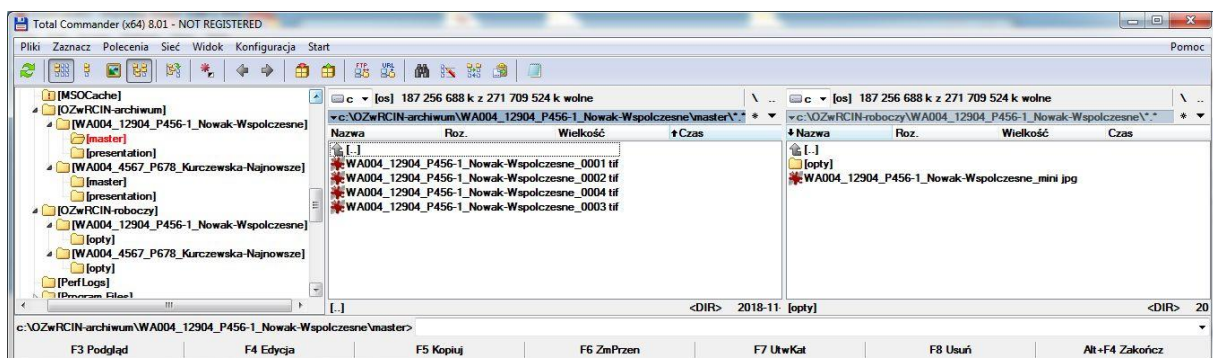 Total Commander (x64) 8.01 - NOT REGISTERED
Pliki Zaznacz Polecenia Sieć Widok Konfiguracja Start Pomoc
FTP URL
[MSOCache]
[OZwRCIN-archiwum]
[WA004_12904_P456-1_Nowak-Wspolczesne]
[master]
[presentation]
[WA004_4567_P678_Kurczewska-Najnowsze]
[master]
[presentation]
[OZwRCIN-roboczy]
[WA004_12904_P456-1_Nowak-Wspolczesne]
[opty]
[WA004_4567_P678_Kurczewska-Najnowsze]
[opty]
[PerfLogs]
[Program Files]
c [os] 187 256 688 k z 271 709 524 k wolne \ ..
c:\OZwRCIN-archiwum\WA004_12904_P456-1_Nowak-Wspolczesne\master\*.* * 
Nazwa Roz. Wielkość Czas
[..]
WA004_12904_P456-1_Nowak-Wspolczesne_0001 tif
WA004_12904_P456-1_Nowak-Wspolczesne_0002 tif
WA004_12904_P456-1_Nowak-Wspolczesne_0004 tif
WA004_12904_P456-1_Nowak-Wspolczesne_0003 tif
[..] <DIR> 2018-11-
c [os] 187 256 688 k z 271 709 524 k wolne \ ..
c:\OZwRCIN-roboczy\WA004_12904_P456-1_Nowak-Wspolczesne\*.* *
Nazwa Roz. Wielkość Czas
[..]
[opty]
WA004_12904_P456-1_Nowak-Wspolczesne_mini jpg
[opty] <DIR> 20
c:\OZwRCIN-archiwum\WA004_12904_P456-1_Nowak-Wspolczesne\master>
F3 Podgląd F4 Edycja F5 Kopiuj F6 ZmPrzen F7 UtwKat F8 Usuń Alt+F4 Zakończ